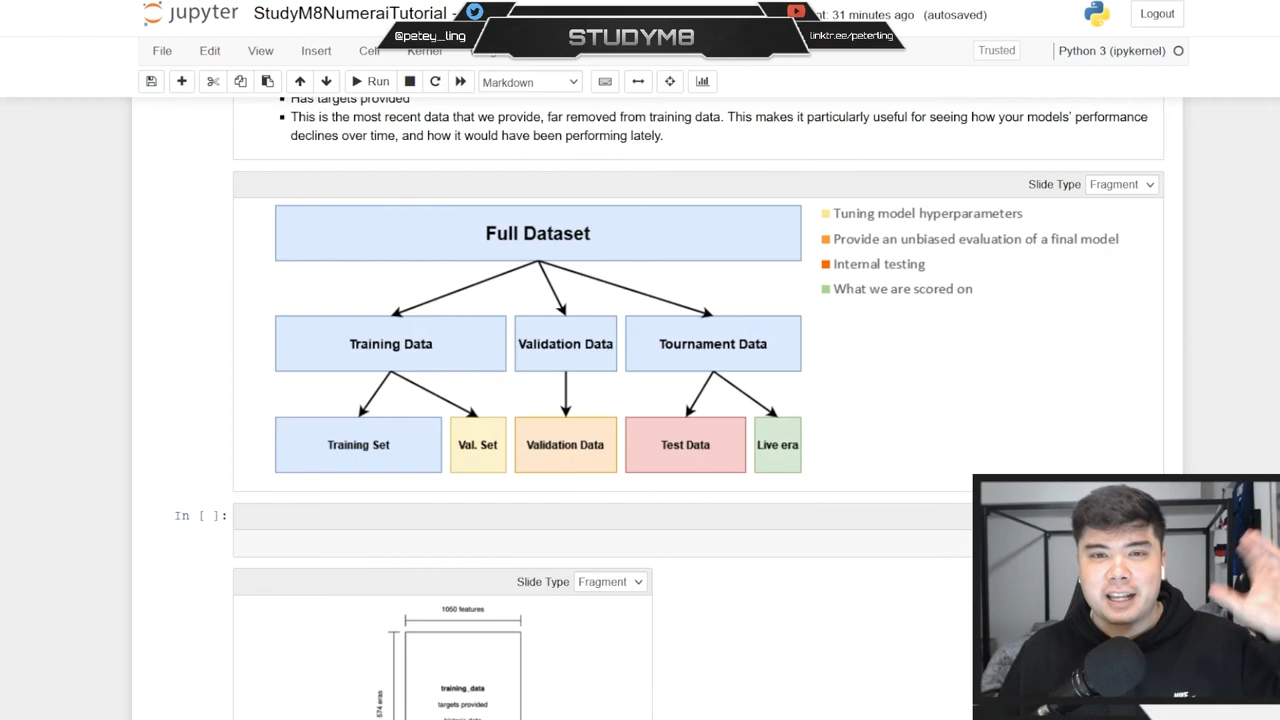 jupyter StudyM8NumeraiTutorial - nt: 31 minutes ago (autosaved) Logout
@petey_ling STUDYM8 linktr.ee/peterling
File Edit View Insert Cell Kernel Trusted Python 3 (ipykernel)
Run Markdown
Has targets provided
This is the most recent data that we provide, far removed from training data. This makes it particularly useful for seeing how your models' performance
declines over time, and how it would have been performing lately.
Slide Type Fragment
Full Dataset
Tuning model hyperparameters
Provide an unbiased evaluation of a final model
Internal testing
What we are scored on
Training Data Validation Data Tournament Data
Training Set Val. Set Validation Data Test Data Live era
In [ ]:
Slide Type Fragment
1050 features
training_data
targets provided
574 eras